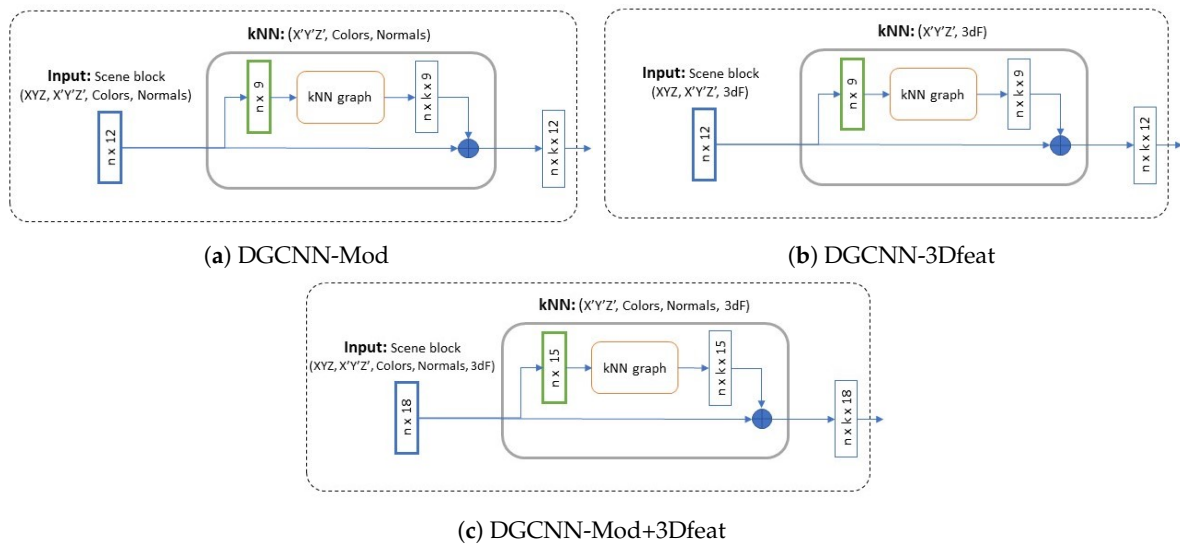 kNN: (X'Y'Z', Colors, Normals)
Input: Scene block
(XYZ, X'Y'Z', Colors, Normals)
n x 12
n x 9
kNN graph
n x k x 9
n x k x 12
(a) DGCNN-Mod
kNN: (X'Y'Z', 3dF)
Input: Scene block
(XYZ, X'Y'Z', 3dF)
n x 12
n x 9
kNN graph
n x k x 9
n x k x 12
(b) DGCNN-3Dfeat
kNN: (X'Y'Z', Colors, Normals, 3dF)
Input: Scene block
(XYZ, X'Y'Z', Colors, Normals, 3dF)
n x 18
n x 15
kNN graph
n x k x 15
n x k x 18
(c) DGCNN-Mod+3Dfeat